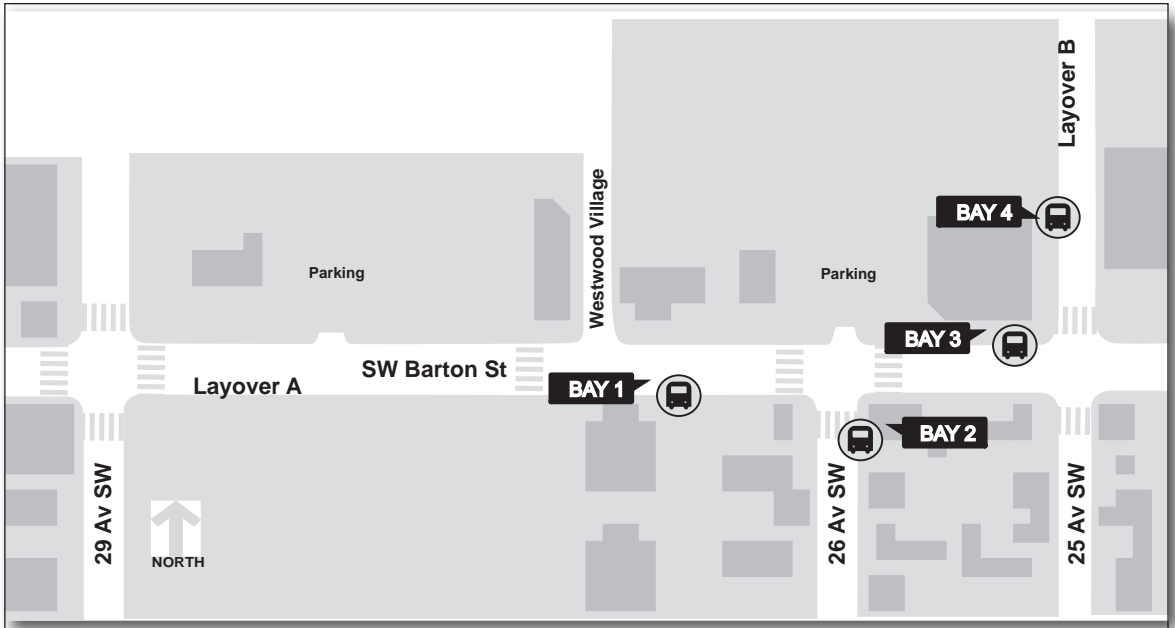 Layover B
Westwood Village
BAY 4
Parking
Parking
BAY 3
SW Barton St
Layover A
BAY 1
BAY 2
29 Av SW
26 Av SW
25 Av SW
NORTH